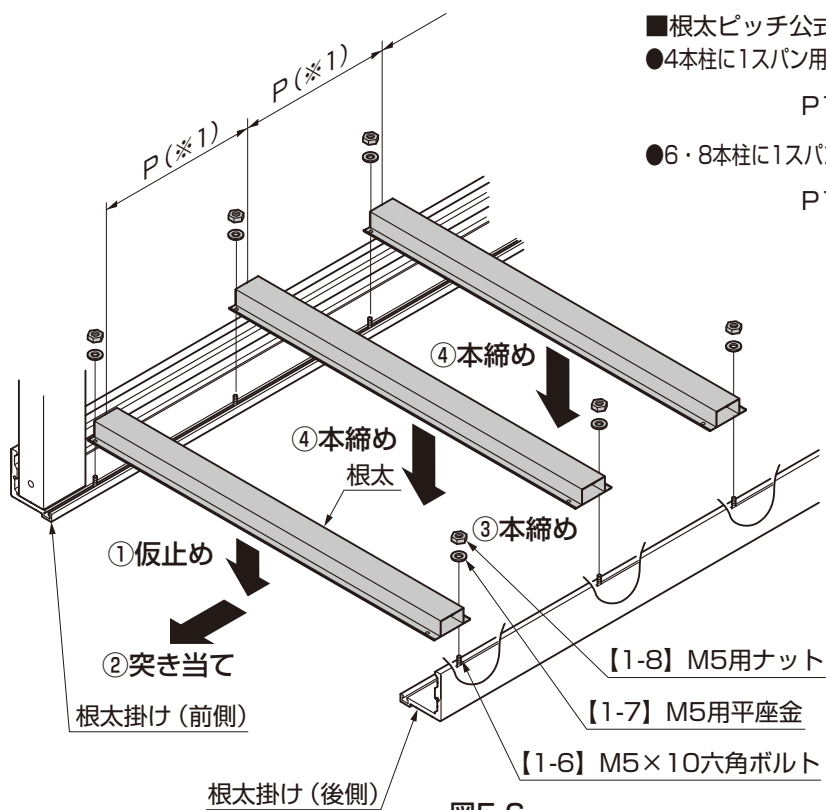 ■根太ピッチ公式
●4本柱に1スパン用
P
●6・8本柱に1スパ
P
P(※1)
P(※1)
④本締め
④本締め
根太
③本締め
①仮止め
②突き当て
【1-8】M5用ナット
根太掛け(前側)
【1-7】M5用平座金
【1-6】M5×10六角ボルト
根太掛け(後側)